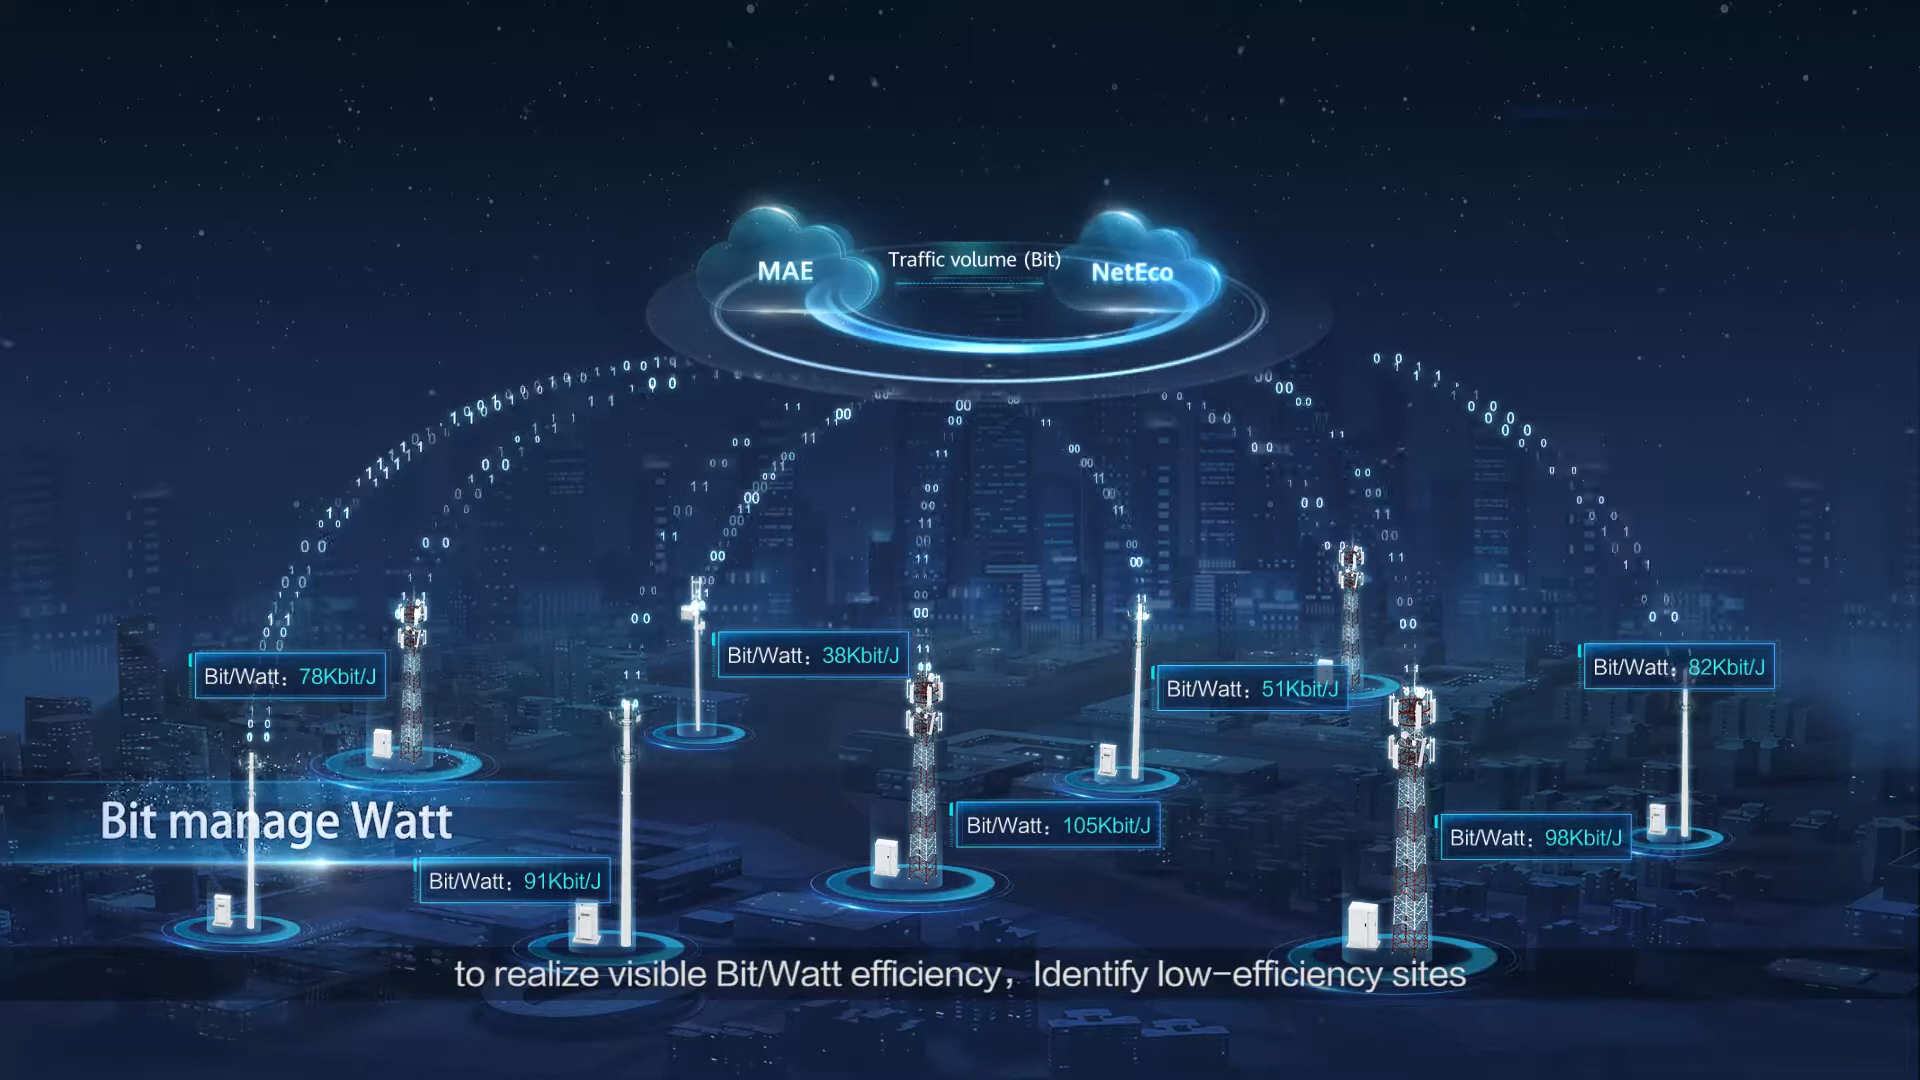 MAE
Traffic volume (Bit)
NetEco
Bit/Watt: 38Kbit/J
Bit/Watt: 78Kbit/J
Bit/Watt: 51Kbit/J
Bit/Watt: 82Kbit/J
Bit manage Watt
Bit/Watt: 105Kbit/J
Bit/Watt: 98Kbit/J
Bit/Watt: 91Kbit/J
to realize visible Bit/Watt efficiency, Identify low-efficiency sites